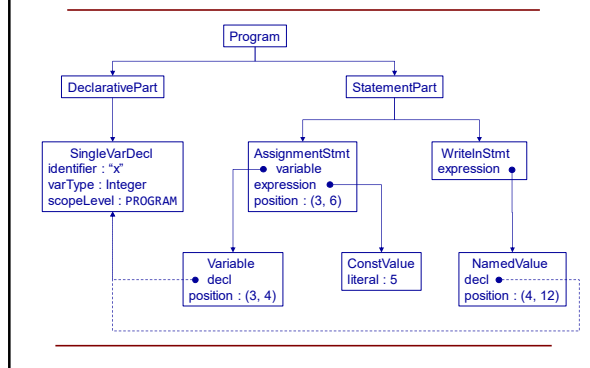 Program
DeclarativePart
StatementPart
SingleVarDecl
identifier : “x”
varType : Integer
scopeLevel : PROGRAM
AssignmentStmt
variable
expression
position : (3, 6)
WritelnStmt
expression
Variable
decl
position : (3, 4)
ConstValue
literal : 5
NamedValue
decl
position : (4, 12)